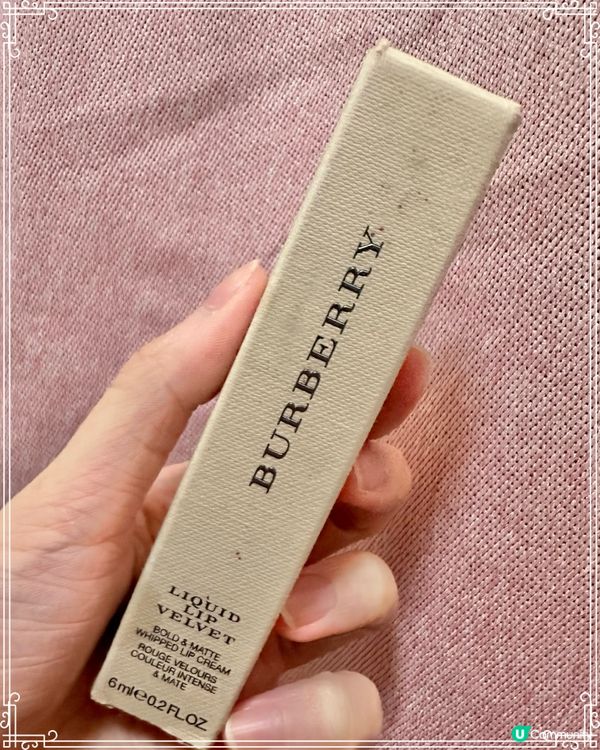 BURBERRY
LIQUID
LIP
VELVET
BOLD & MATTE
WHIPPED LIP CREAM
ROUGE VELOURS
COULEUR INTENSE
& MATE
6 ml ℮ 0.2 FL.OZ.
U Community